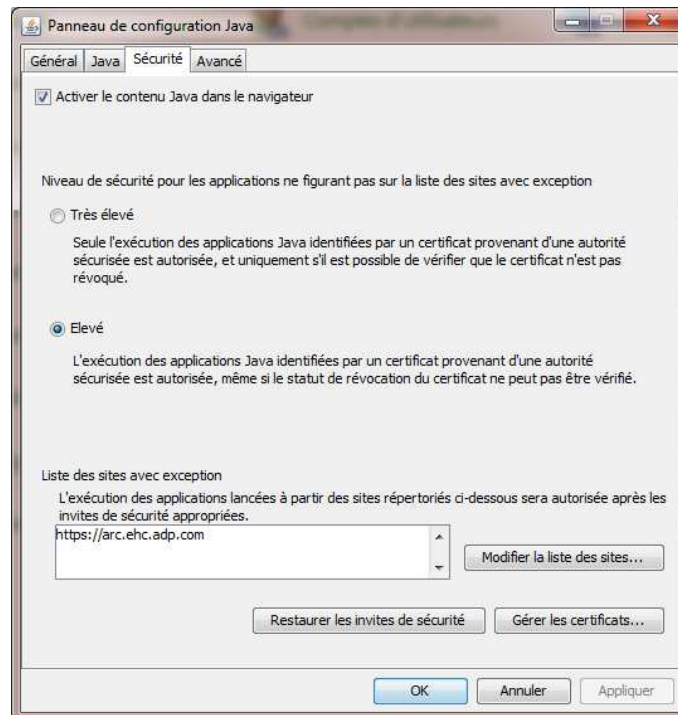 Panneau de configuration Java
Général Java Sécurité Avancé
Activer le contenu Java dans le navigateur
Niveau de sécurité pour les applications ne figurant pas sur la liste des sites avec exception
Très élevé
Seule l'exécution des applications Java identifiées par un certificat provenant d'une autorité
sécurisée est autorisée, et uniquement s'il est possible de vérifier que le certificat n'est pas
révoqué.
Elevé
L'exécution des applications Java identifiées par un certificat provenant d'une autorité
sécurisée est autorisée, même si le statut de révocation du certificat ne peut pas être vérifié.
Liste des sites avec exception
L'exécution des applications lancées à partir des sites répertoriés ci-dessous sera autorisée après les
invites de sécurité appropriées.
https://arc.ehc.adp.com
Modifier la liste des sites...
Restaurer les invites de sécurité Gérer les certificats...
OK Annuler Appliquer